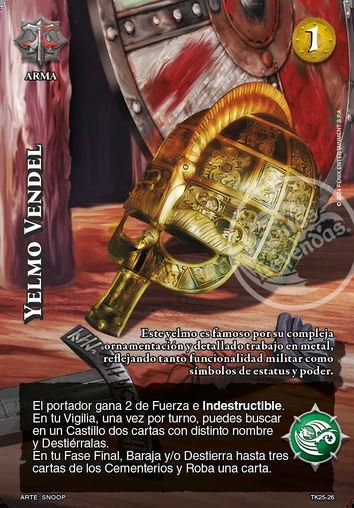 1
ARMA
YELMO VENDEL
Este yelmo es famoso por su compleja
ornamentación y detallado trabajo en metal,
reflejando tanto funcionalidad militar como
símbolos de estatus y poder.
El portador gana 2 de Fuerza e Indestructible.
En tu Vigilia, una vez por turno, puedes buscar
en un Castillo dos cartas con distinto nombre
y Destiérralas.
En tu Fase Final, Baraja y/o Destierra hasta tres
cartas de los Cementerios y Roba una carta.
ARTE: SNOOP
TK25-26